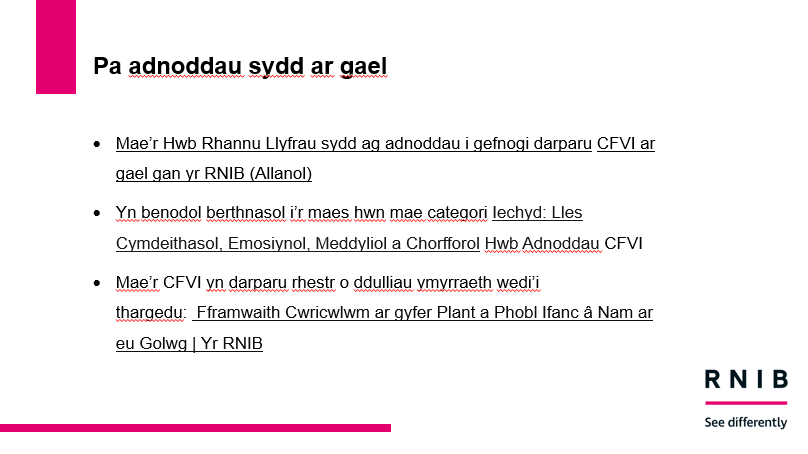 Pa adnoddau sydd ar gael
• Mae’r Hwb Rhannu Llyfrau sydd ag adnoddau i gefnogi darparu CFVI ar
gael gan yr RNIB (Allanol)
• Yn benodol berthnasol i’r maes hwn mae categori Iechyd: Lles
Cymdeithasol, Emosiynol, Meddyliol a Chorfforol Hwb Adnoddau CFVI
• Mae’r CFVI yn darparu rhestr o ddulliau ymyrraeth wedi’i
thargedu: Fframwaith Cwricwlwm ar gyfer Plant a Phobl Ifanc â Nam ar
eu Golwg | Yr RNIB
RNIB
See differently